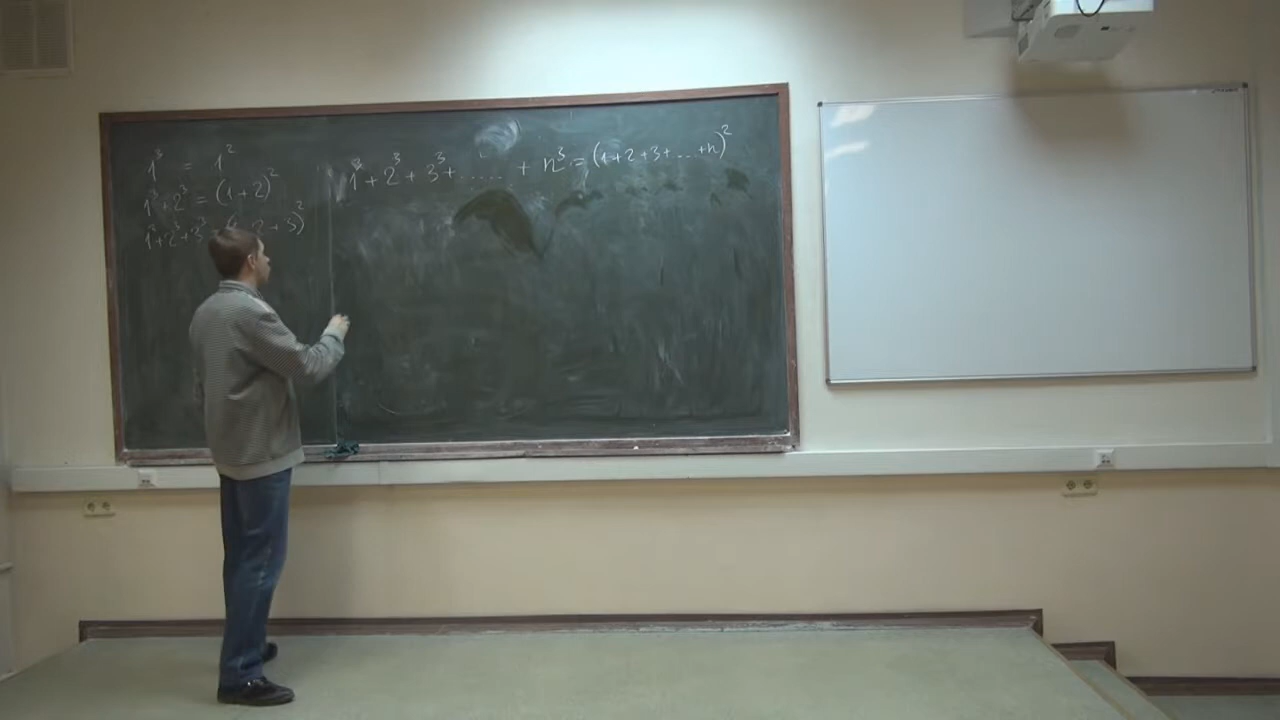 1³ = 1²
1³ + 2³ = (1 + 2)²
1³ + 2³ + 3³ = (1 + 2 + 3)²
1³ + 2³ + 3³ + ..... + n³ = (1 + 2 + 3 + .... + n)²